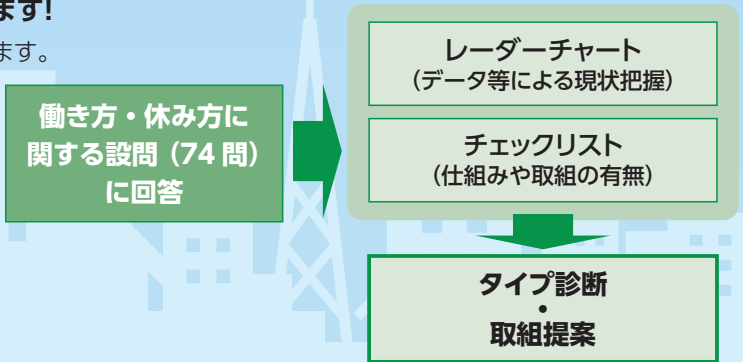 ます!
ます。
働き方・休み方に
関する設問（74 問）
に回答
レーダーチャート
（データ等による現状把握）
チェックリスト
（仕組みや取組の有無）
タイプ診断
・
取組提案